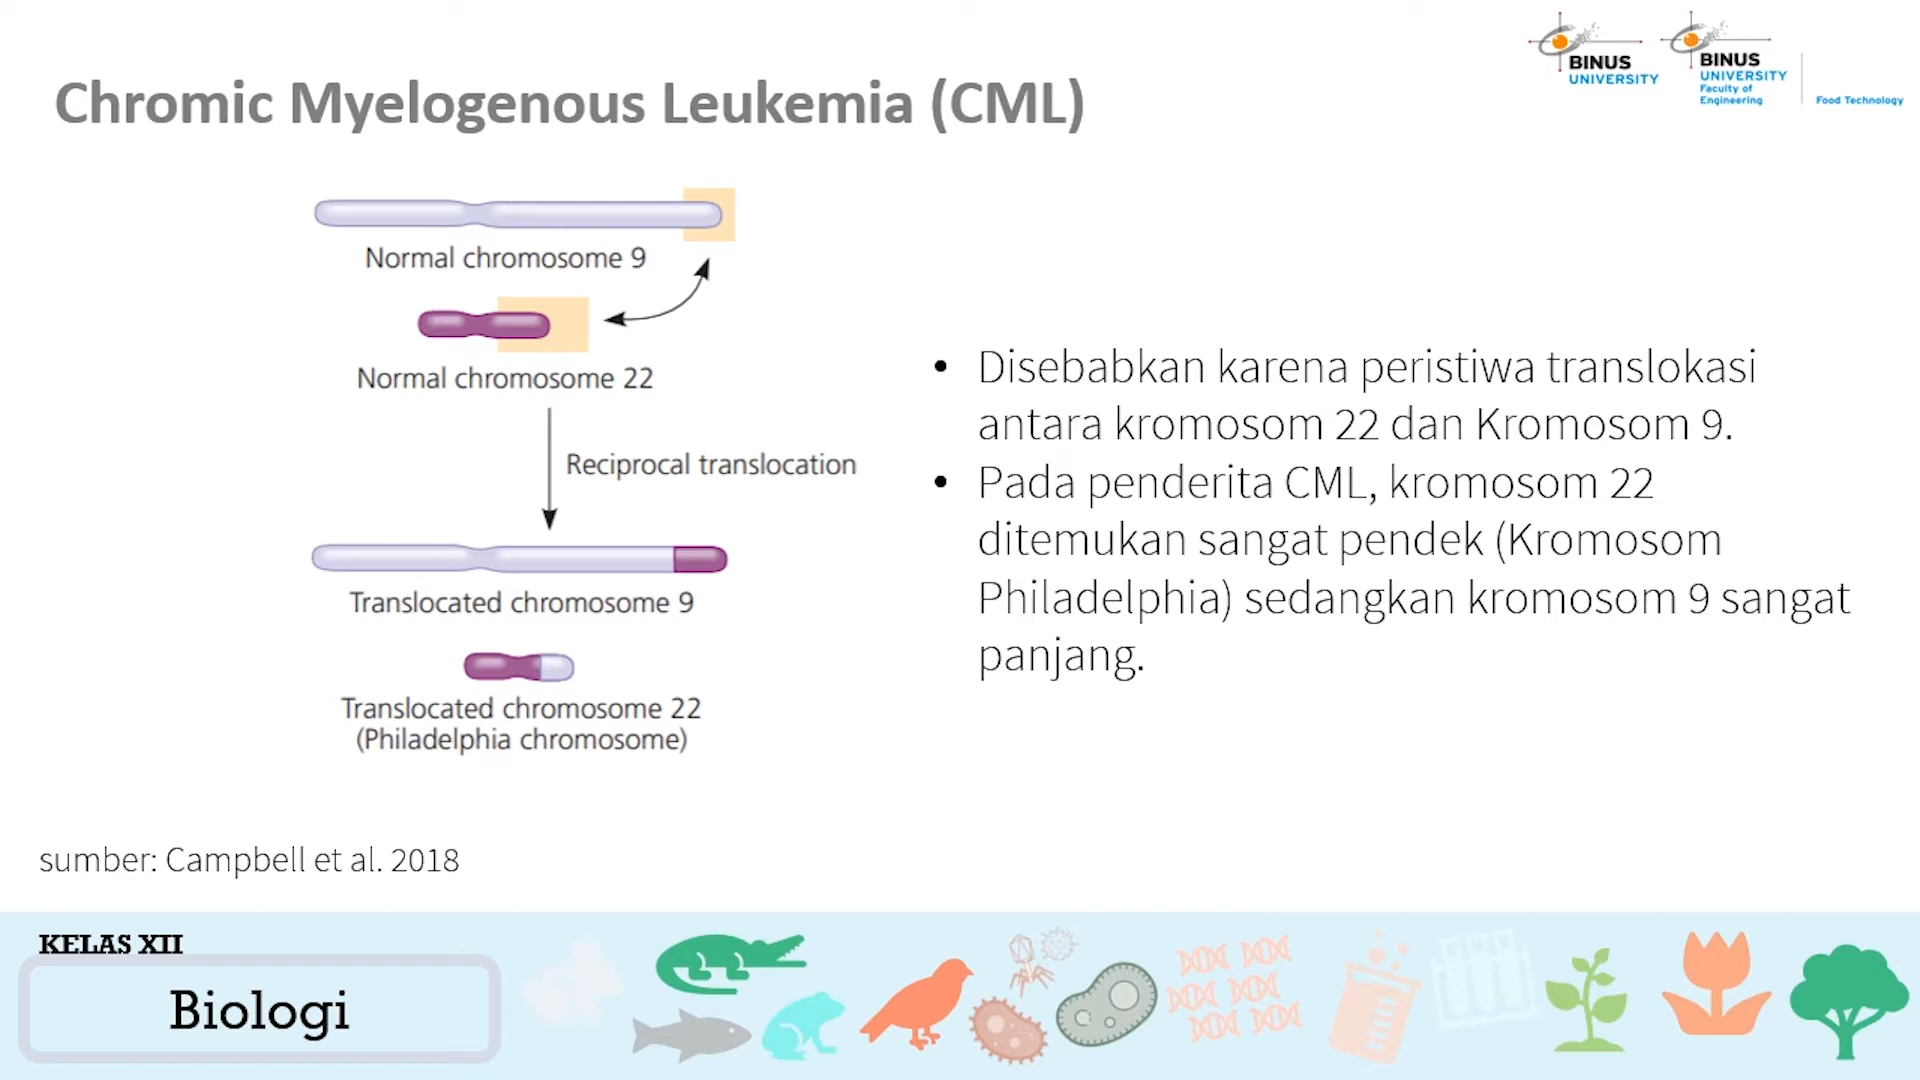 BINUS
UNIVERSITY
BINUS
UNIVERSITY
Faculty of
Engineering
Food Technology
Chromic Myelogenous Leukemia (CML)
Normal chromosome 9
Normal chromosome 22
Reciprocal translocation
Translocated chromosome 9
Translocated chromosome 22
(Philadelphia chromosome)
• Disebabkan karena peristiwa translokasi
antara kromosom 22 dan Kromosom 9.
• Pada penderita CML, kromosom 22
ditemukan sangat pendek (Kromosom
Philadelphia) sedangkan kromosom 9 sangat
panjang.
sumber: Campbell et al. 2018
KELAS XII
Biologi